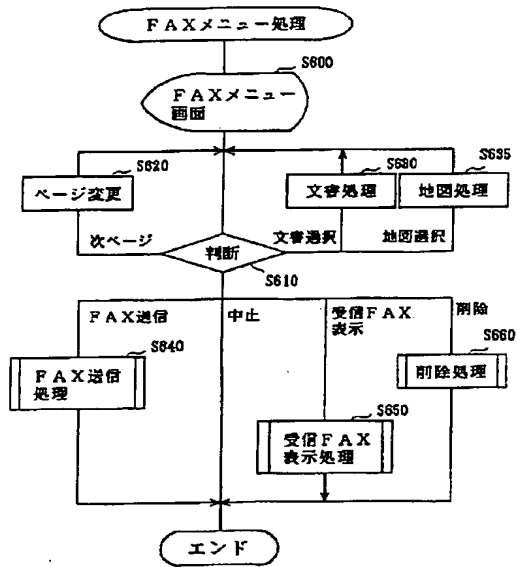 FAXメニュー処理
S600
FAXメニュー
画面
S620
ページ変更
S630
文書処理
S635
地図処理
次ページ
判断
文書選択
地図選択
S610
FAX送信
中止
受信FAX
表示
削除
S640
FAX送信
処理
S660
削除処理
S650
受信FAX
表示処理
エンド